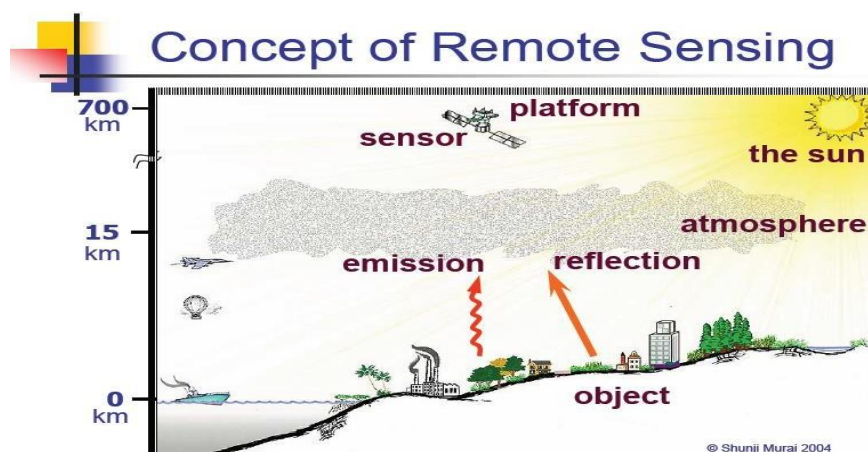 Concept of Remote Sensing
700
km
platform
sensor
the sun
15
km
atmosphere
emission
reflection
0
km
object
© Shunji Murai 2004